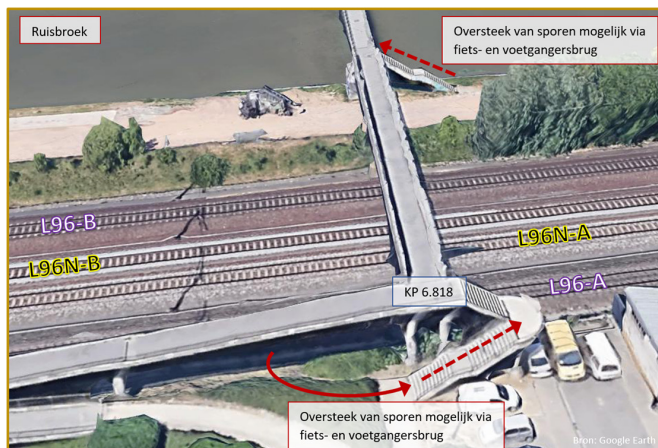 Ruisbroek
Oversteek van sporen mogelijk via
fiets- en voetgangersbrug
L96-B
L96N-A
L96N-B
L96-A
KP 6.818
Oversteek van sporen mogelijk via
fiets- en voetgangersbrug
Bron: Google Earth